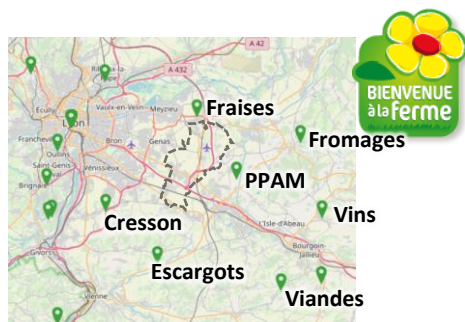 A 42
A 432
BIENVENUE
à la ferme
Fraises
Écully
Vaulx-en-Velin
Meyzieu
Lyon
Bron
Genas
Francheville
Oullins
Saint-Genis-
Vénissieux
Fromages
PPAM
Brignais
Vins
Cresson
L'Isle-d'Abeau
Bourgoin-
Jallieu
Givors
Escargots
Viandes
Vienne